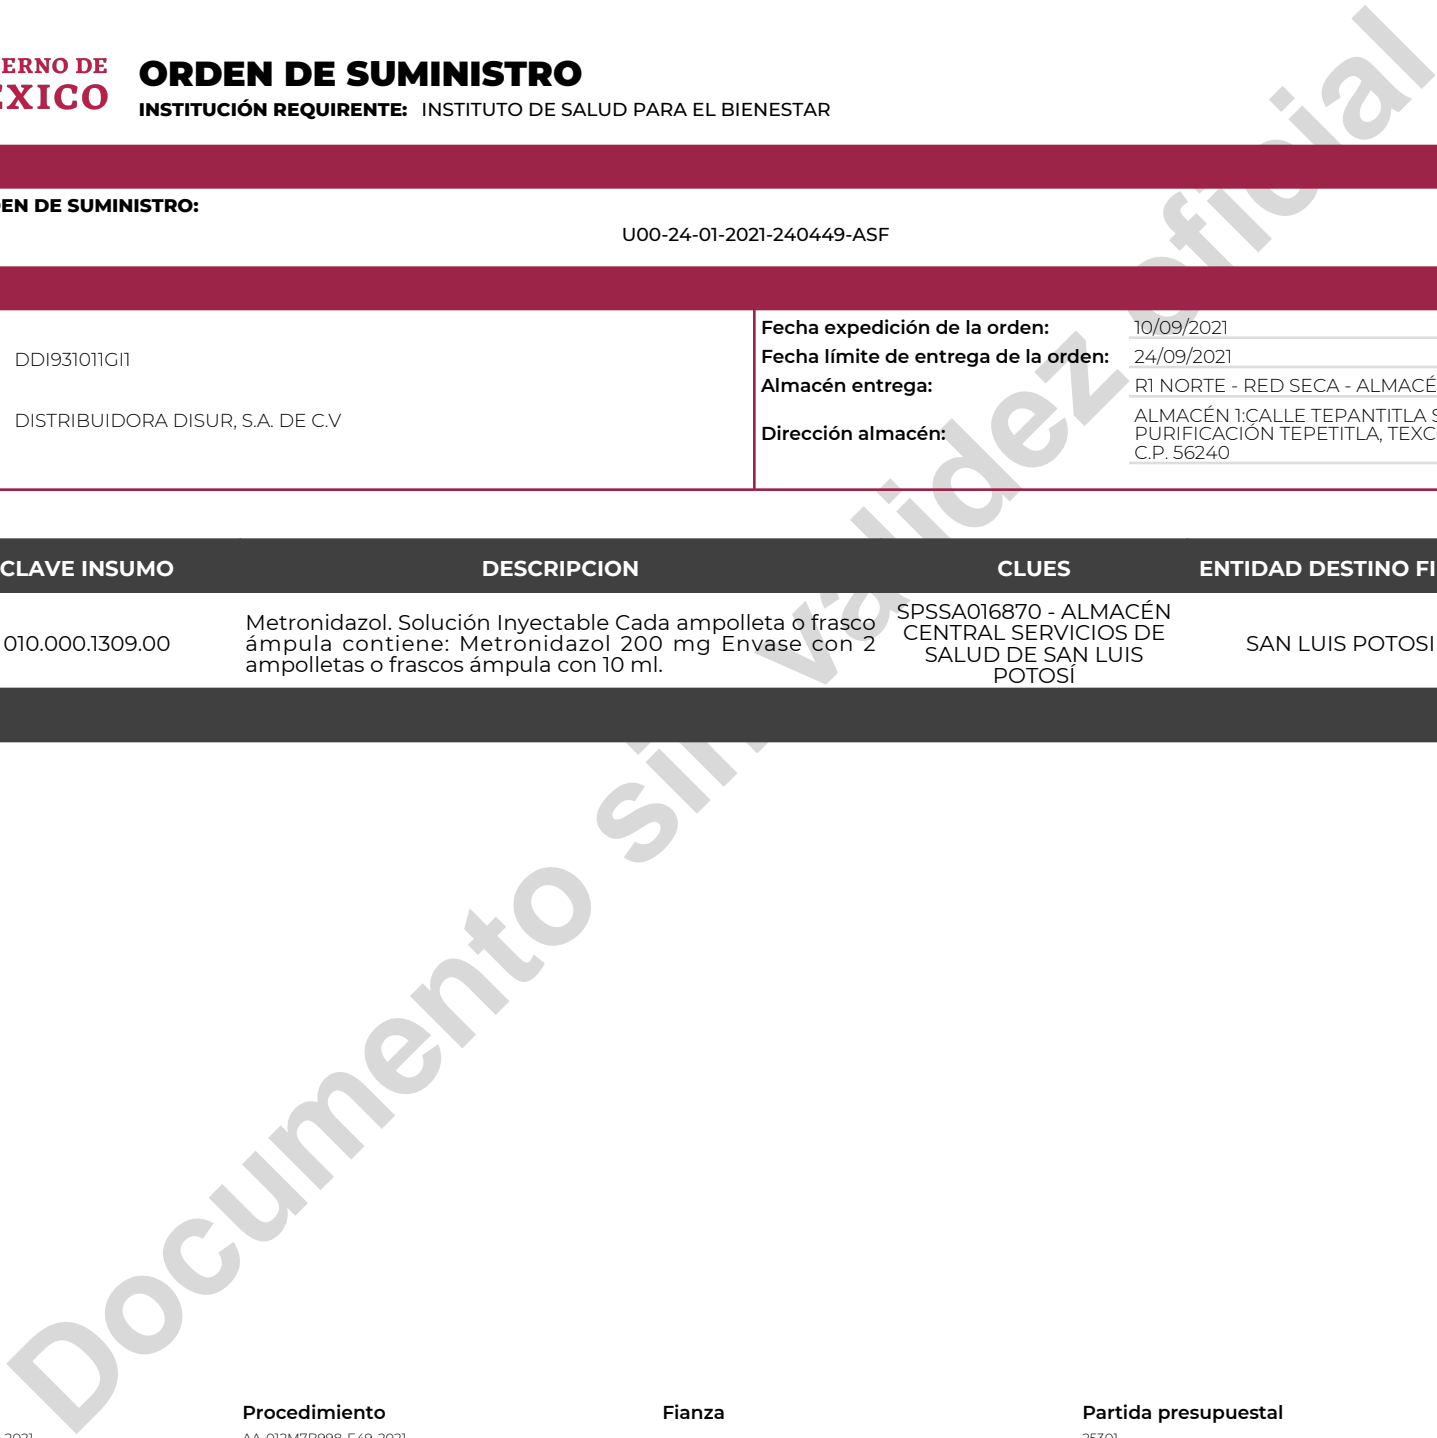 ERNO DE
EXICO
ORDEN DE SUMINISTRO
INSTITUCIÓN REQUIRENTE: INSTITUTO DE SALUD PARA EL BIENESTAR
EN DE SUMINISTRO:
U00-24-01-2021-240449-ASF
DDI931011GI1
DISTRIBUIDORA DISUR, S.A. DE C.V
Fecha expedición de la orden: 10/09/2021
Fecha límite de entrega de la orden: 24/09/2021
Almacén entrega: R1 NORTE - RED SECA - ALMACÉ
Dirección almacén: ALMACÉN 1:CALLE TEPANTITLA S
PURIFICACIÓN TEPETITLA, TEXC
C.P. 56240
CLAVE INSUMO DESCRIPCION CLUES ENTIDAD DESTINO FI
010.000.1309.00
Metronidazol. Solución Inyectable Cada ampolleta o frasco
ámpula contiene: Metronidazol 200 mg Envase con 2
ampolletas o frascos ámpula con 10 ml.
SPSSA016870 - ALMACÉN
CENTRAL SERVICIOS DE
SALUD DE SAN LUIS
POTOSÍ
SAN LUIS POTOSI
Documento sin validez oficial
Procedimiento Fianza Partida presupuestal